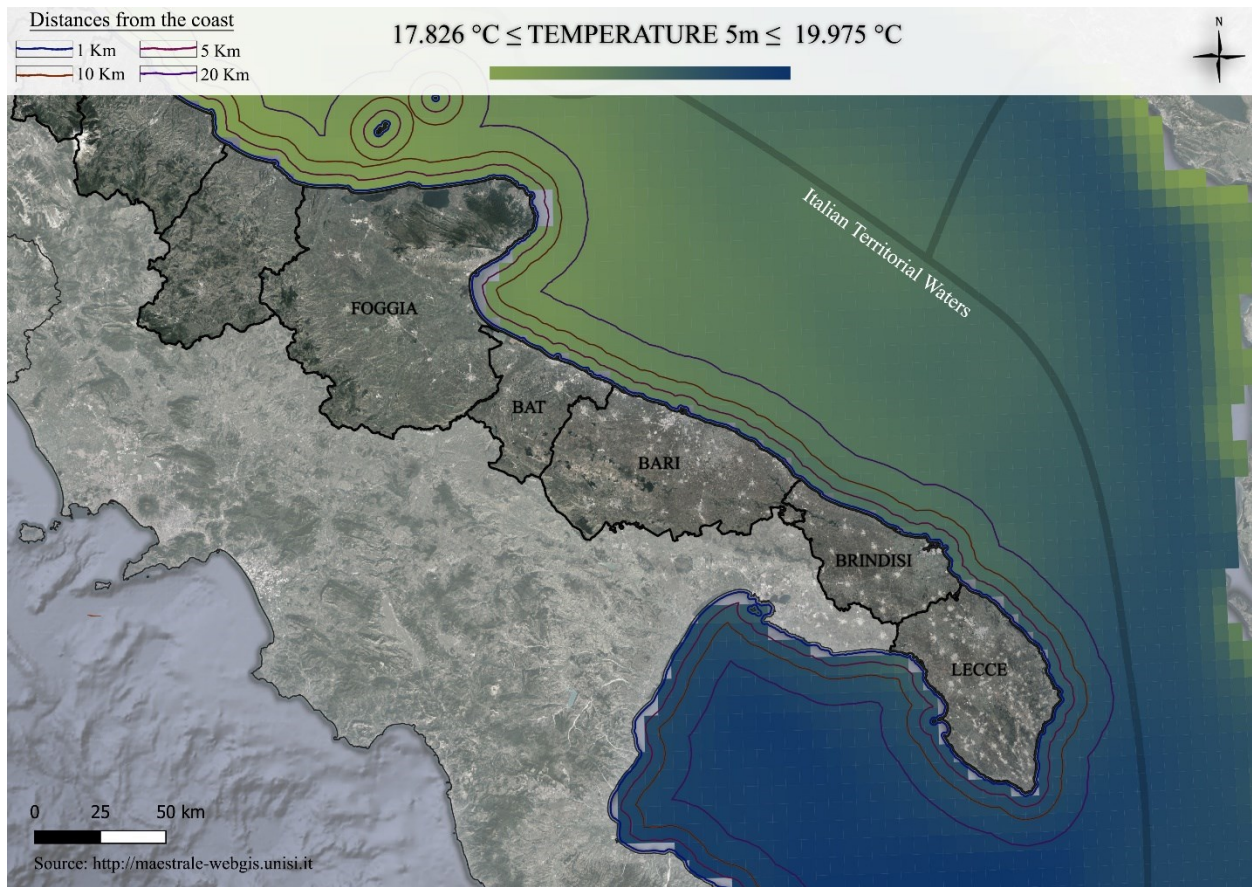 Distances from the coast
1 Km
5 Km
10 Km
20 Km
17.826 °C ≤ TEMPERATURE 5m ≤ 19.975 °C
N
Italian Territorial Waters
FOGGIA
BAT
BARI
BRINDISI
LECCE
0 25 50 km
Source: http://maestrale-webgis.unisi.it